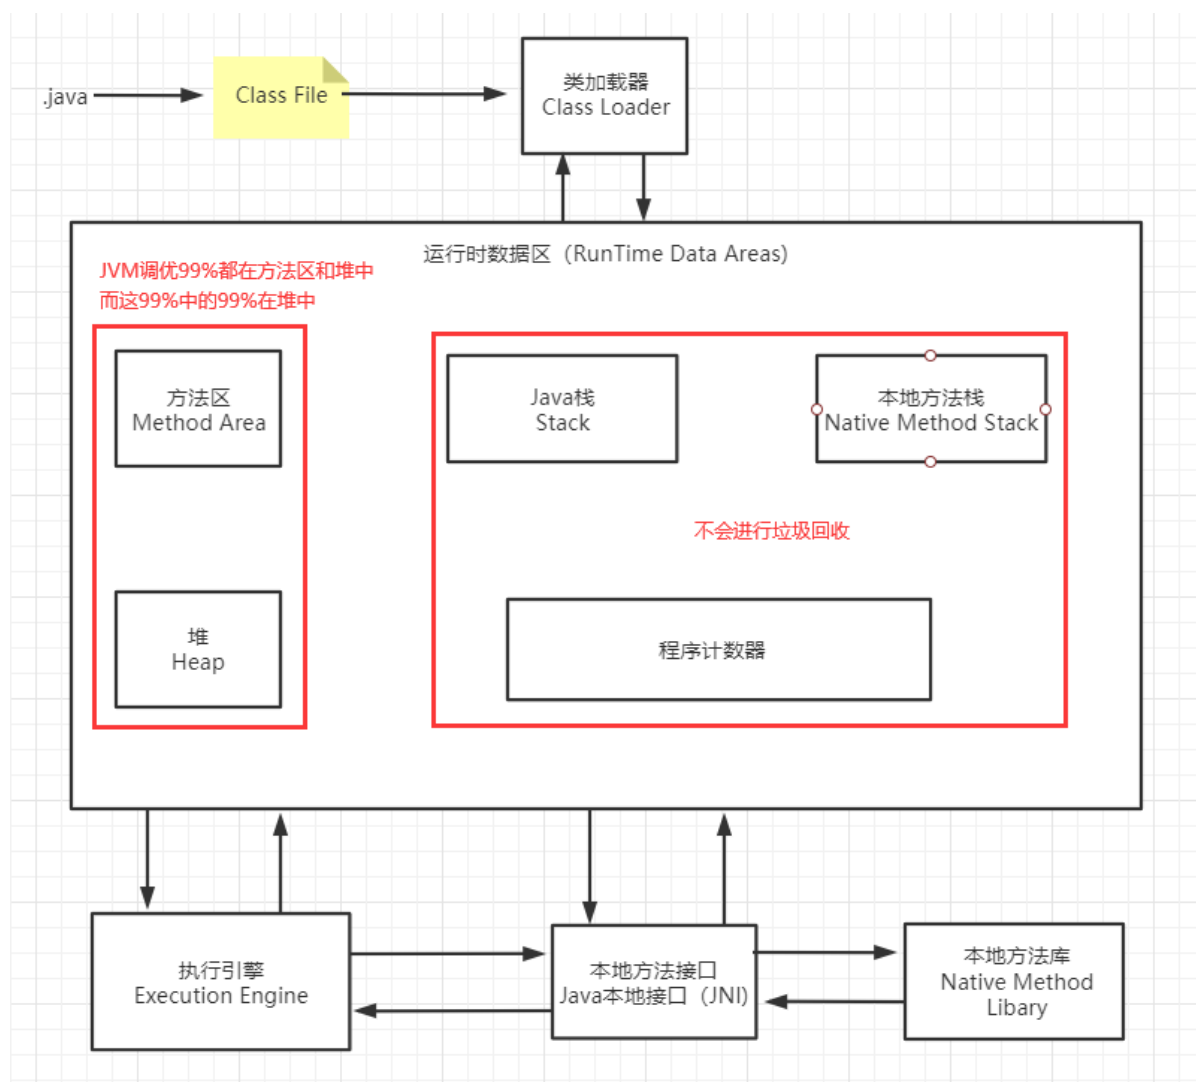 .java
Class File
类加载器
Class Loader
运行时数据区（RunTime Data Areas)
JVM调优99%都在方法区和堆中
而这99%中的99%在堆中
方法区
Method Area
Java栈
Stack
本地方法栈
Native Method Stack
不会进行垃圾回收
堆
Heap
程序计数器
执行引擎
Execution Engine
本地方法接口
Java本地接口（JNI)
本地方法库
Native Method
Libary